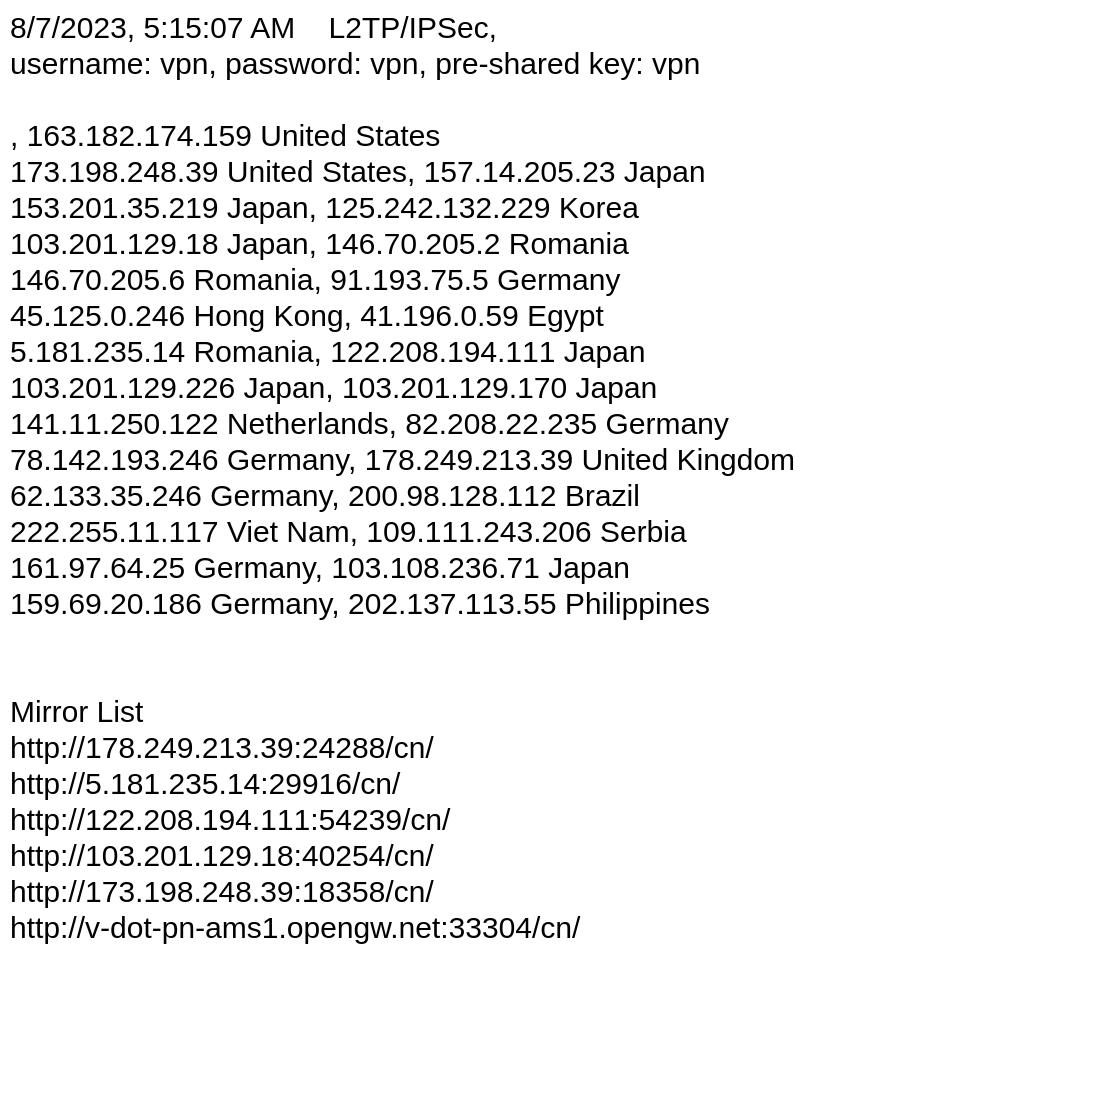 8/7/2023, 5:15:07 AM    L2TP/IPSec,
username: vpn, password: vpn, pre-shared key: vpn
, 163.182.174.159 United States
173.198.248.39 United States, 157.14.205.23 Japan
153.201.35.219 Japan, 125.242.132.229 Korea
103.201.129.18 Japan, 146.70.205.2 Romania
146.70.205.6 Romania, 91.193.75.5 Germany
45.125.0.246 Hong Kong, 41.196.0.59 Egypt
5.181.235.14 Romania, 122.208.194.111 Japan
103.201.129.226 Japan, 103.201.129.170 Japan
141.11.250.122 Netherlands, 82.208.22.235 Germany
78.142.193.246 Germany, 178.249.213.39 United Kingdom
62.133.35.246 Germany, 200.98.128.112 Brazil
222.255.11.117 Viet Nam, 109.111.243.206 Serbia
161.97.64.25 Germany, 103.108.236.71 Japan
159.69.20.186 Germany, 202.137.113.55 Philippines
Mirror List
http://178.249.213.39:24288/cn/
http://5.181.235.14:29916/cn/
http://122.208.194.111:54239/cn/
http://103.201.129.18:40254/cn/
http://173.198.248.39:18358/cn/
http://v-dot-pn-ams1.opengw.net:33304/cn/